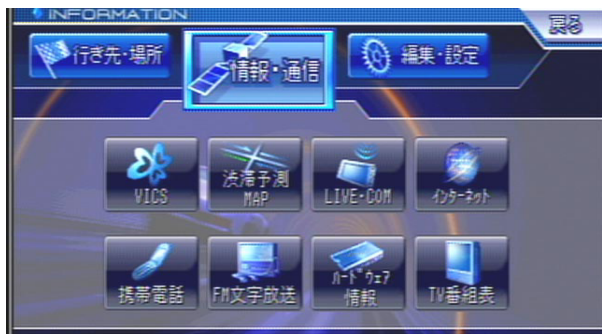 INFORMATION
戻る
行き先・場所
情報・通信
編集・設定
VICS
渋滞予測
MAP
LIVE・COM
インターネット
携帯電話
FM文字放送
ハードウェア
情報
TV番組表